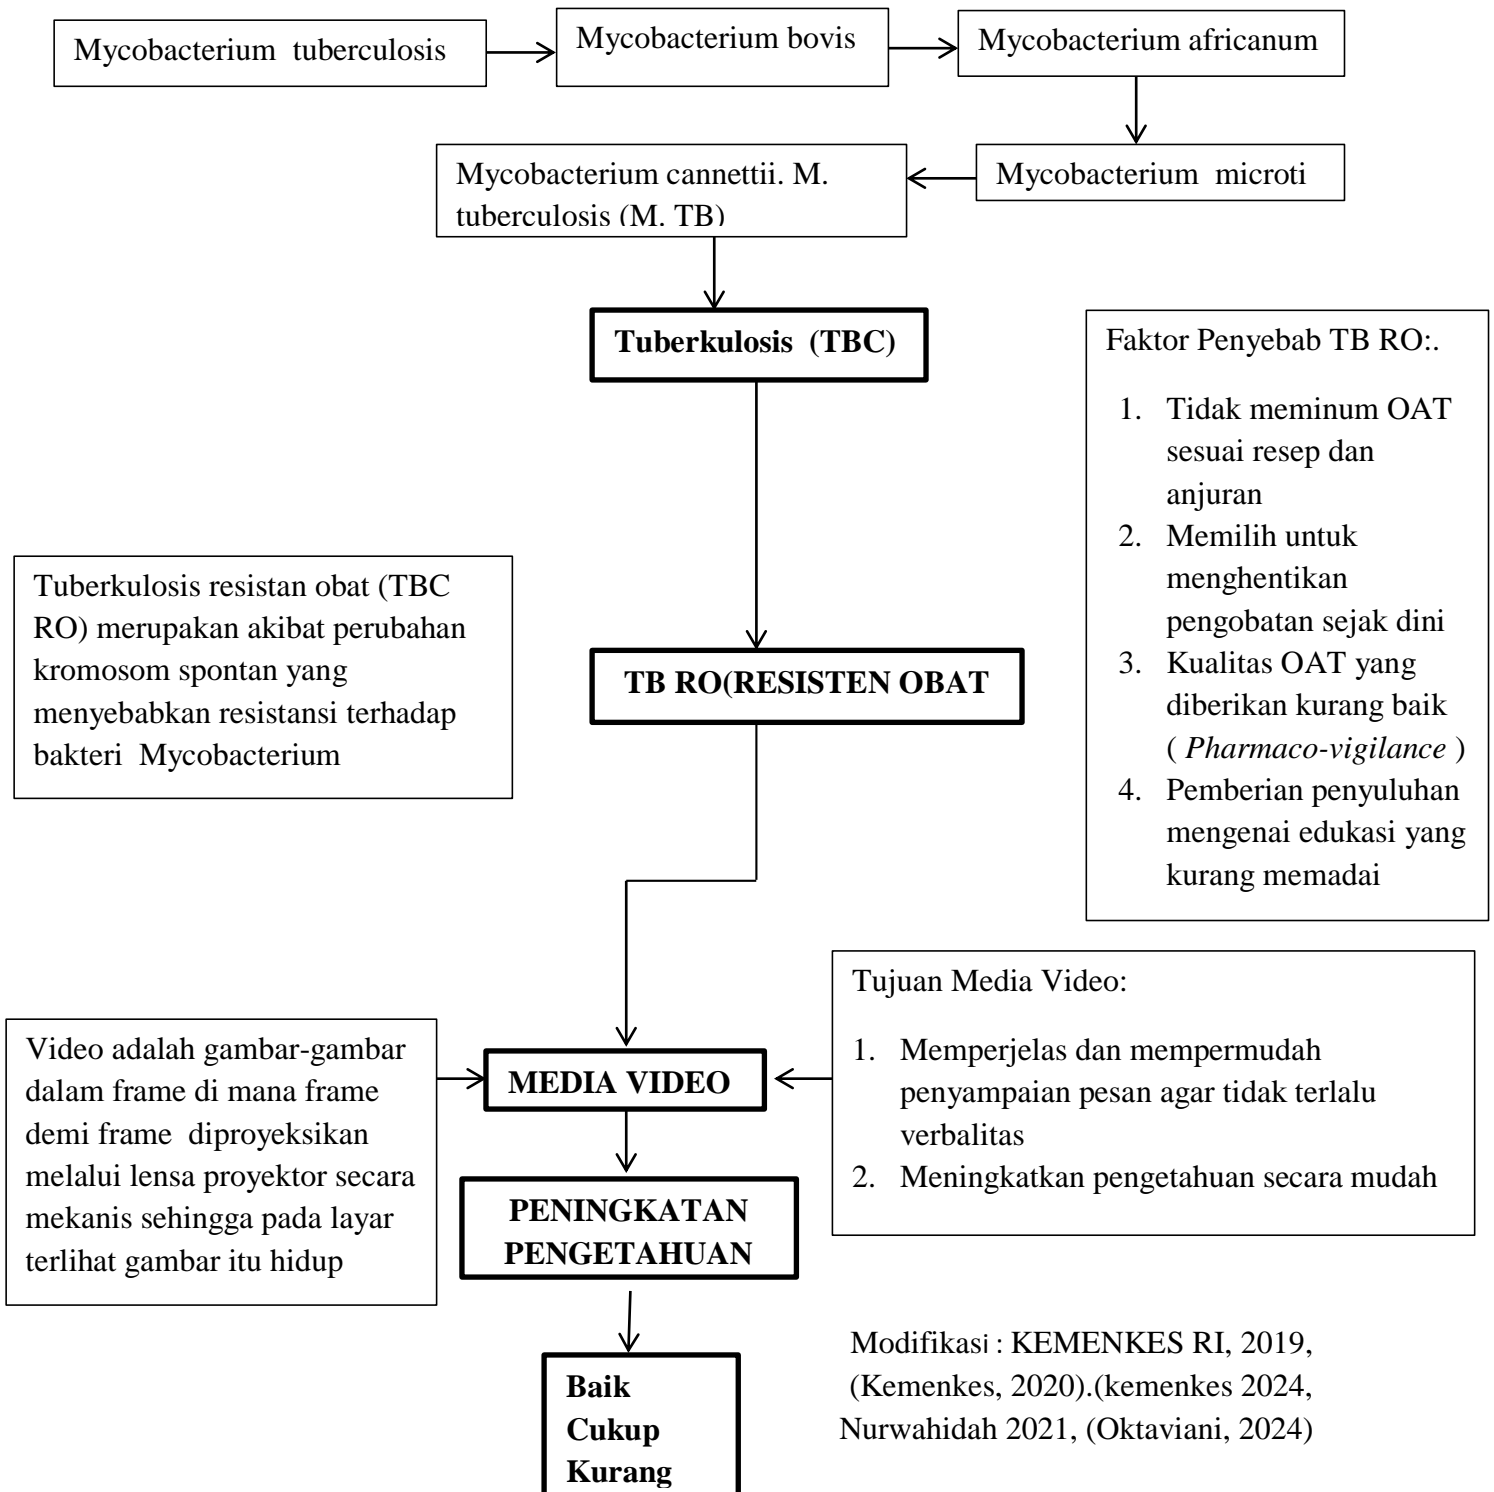 Mycobacterium tuberculosis
Mycobacterium bovis
Mycobacterium africanum
Mycobacterium microti
Mycobacterium cannettii. M.
tuberculosis (M. TB)
Tuberkulosis (TBC)
Faktor Penyebab TB RO:.
1. Tidak meminum OAT
sesuai resep dan
anjuran
2. Memilih untuk
menghentikan
pengobatan sejak dini
3. Kualitas OAT yang
diberikan kurang baik
( Pharmaco-vigilance )
4. Pemberian penyuluhan
mengenai edukasi yang
kurang memadai
Tuberkulosis resistan obat (TBC
RO) merupakan akibat perubahan
kromosom spontan yang
menyebabkan resistansi terhadap
bakteri Mycobacterium
TB RO(RESISTEN OBAT
Tujuan Media Video:
1. Memperjelas dan mempermudah
penyampaian pesan agar tidak terlalu
verbalitas
2. Meningkatkan pengetahuan secara mudah
Video adalah gambar-gambar
dalam frame di mana frame
demi frame diproyeksikan
melalui lensa proyektor secara
mekanis sehingga pada layar
terlihat gambar itu hidup
MEDIA VIDEO
PENINGKATAN
PENGETAHUAN
Baik
Cukup
Kurang
Modifikasi : KEMENKES RI, 2019,
(Kemenkes, 2020).(kemenkes 2024,
Nurwahidah 2021, (Oktaviani, 2024)